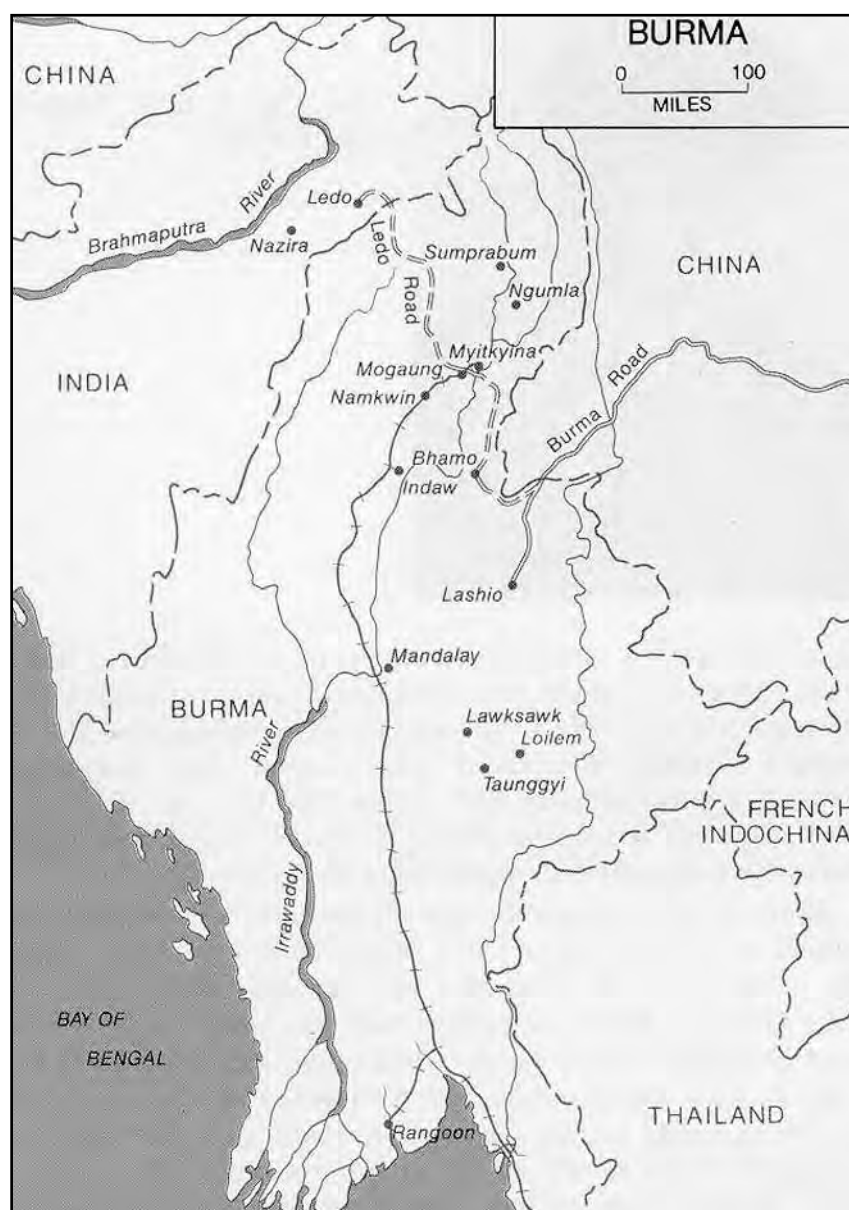 BURMA
0 100
MILES
CHINA
Brahmaputra River
Ledo
Nazira
Ledo Road
Sumprabum
Ngumla
CHINA
INDIA
Myitkyina
Mogaung
Namkwin
Burma Road
Bhamo
Indaw
Lashio
Mandalay
BURMA
Irrawaddy River
Lawksawk
Loilem
Taunggyi
FRENCH
INDOCHINA
BAY OF
BENGAL
Rangoon
THAILAND